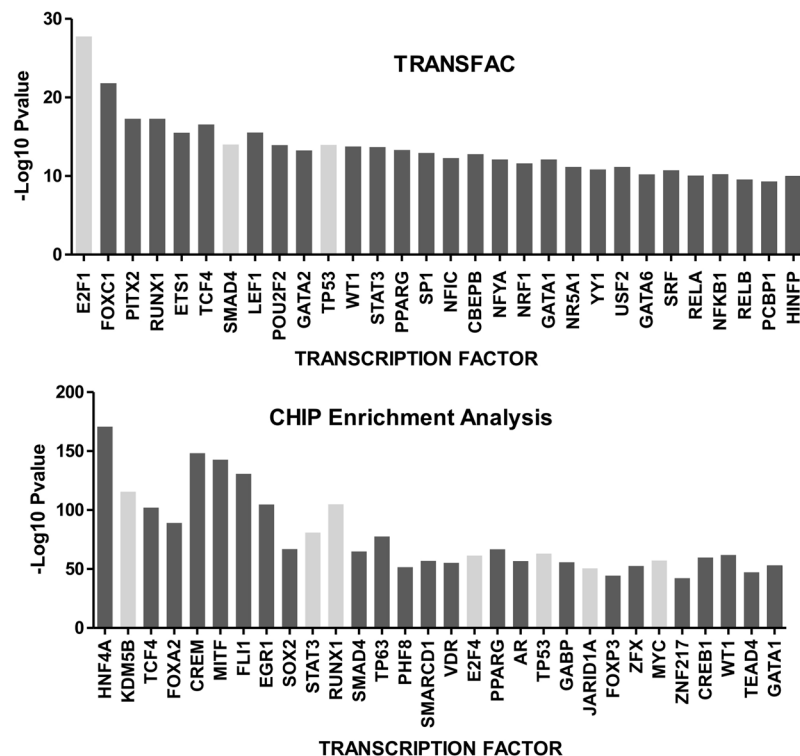 TRANSFAC
-Log10 Pvalue
30
20
10
0
E2F1
FOXC1
PITX2
RUNX1
ETS1
TCF4
SMAD4
LEF1
POU2F2
GATA2
TP53
WT1
STAT3
PPARG
SP1
NFIC
CBEPB
NFYA
NRF1
GATA1
NR5A1
YY1
USF2
GATA6
SRF
RELA
NFKB1
RELB
PCBP1
HINFP
TRANSCRIPTION FACTOR
CHIP Enrichment Analysis
-Log10 Pvalue
200
150
100
50
0
HNF4A
KDM5B
TCF4
FOXA2
CREM
MITF
FLI1
EGR1
SOX2
STAT3
RUNX1
SMAD4
TP63
PHF8
SMARCD1
VDR
E2F4
PPARG
AR
TP53
GABP
JARID1A
FOXP3
ZFX
MYC
ZNF217
CREB1
WT1
TEAD4
GATA1
TRANSCRIPTION FACTOR